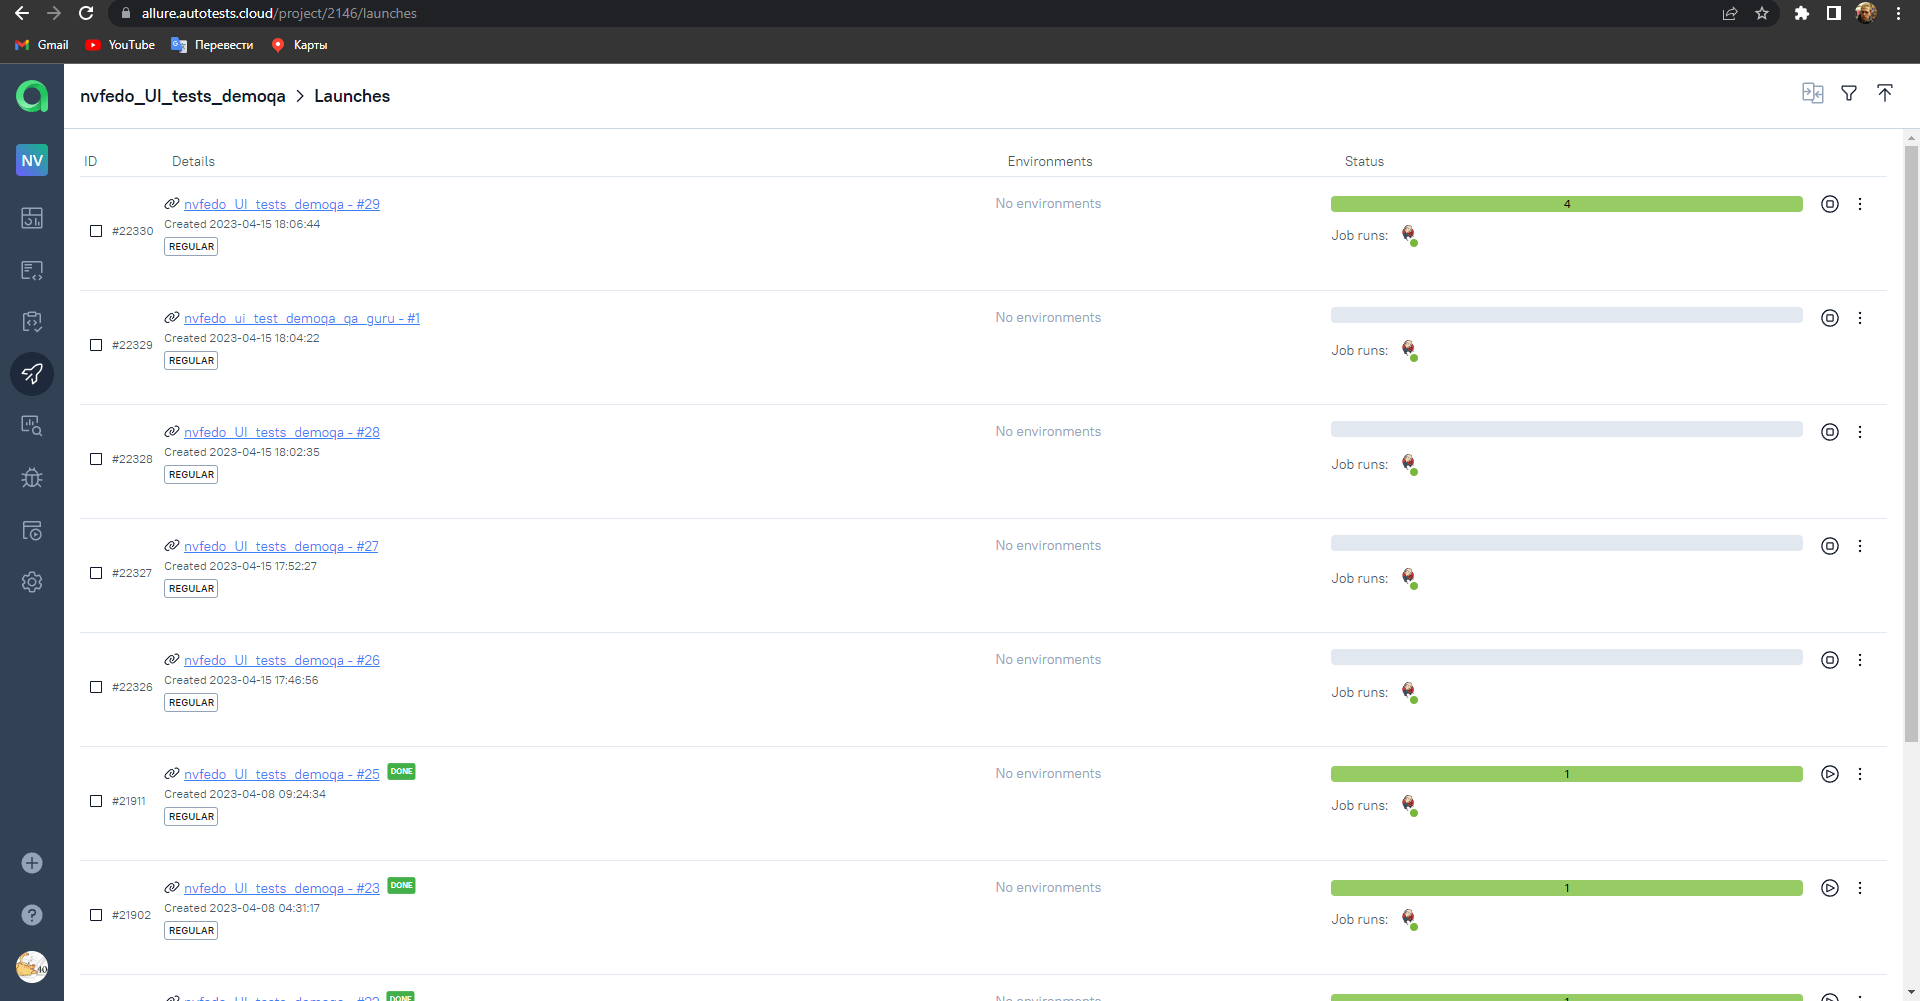 allure.autotests.cloud/project/2146/launches
Gmail YouTube Перевести Карты
nvfedo_UI_tests_demoqa > Launches
NV
ID Details Environments Status
nvfedo_UI_tests_demoqa - #29 No environments 4
Created 2023-04-15 18:06:44
#22330 Job runs:
REGULAR
nvfedo_ui_test_demoqa_qa_guru - #1 No environments
Created 2023-04-15 18:04:22
#22329 Job runs:
REGULAR
nvfedo_UI_tests_demoqa - #28 No environments
Created 2023-04-15 18:02:35
#22328 Job runs:
REGULAR
nvfedo_UI_tests_demoqa - #27 No environments
Created 2023-04-15 17:52:27
#22327 Job runs:
REGULAR
nvfedo_UI_tests_demoqa - #26 No environments
Created 2023-04-15 17:46:56
#22326 Job runs:
REGULAR
nvfedo_UI_tests_demoqa - #25 DONE No environments 1
Created 2023-04-08 09:24:34
#21911 Job runs:
REGULAR
nvfedo_UI_tests_demoqa - #23 DONE No environments 1
Created 2023-04-08 04:31:17
#21902 Job runs:
REGULAR
nvfedo_UI_tests_demoqa DONE No environments 1